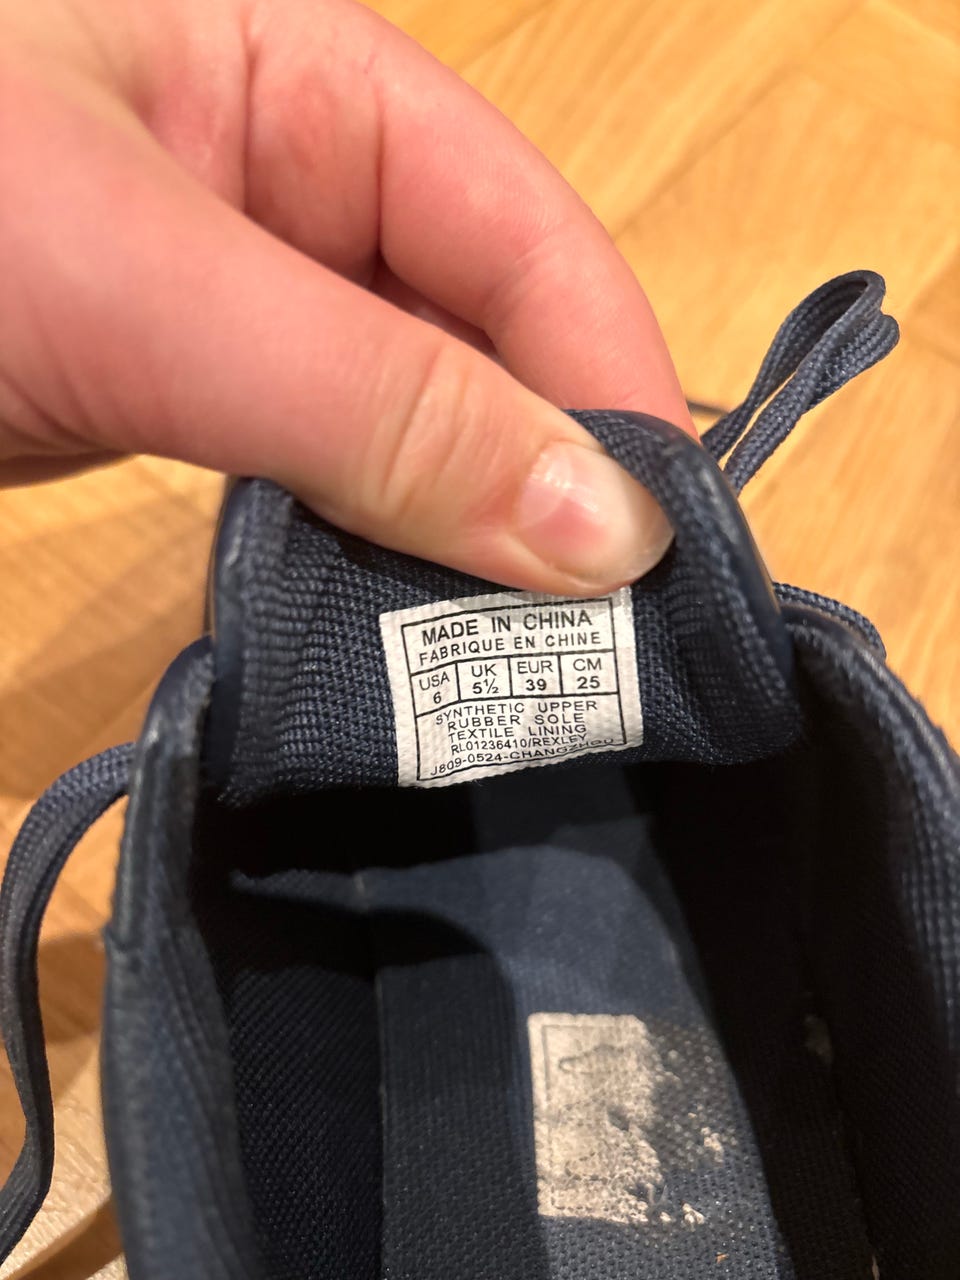 MADE IN CHINA
FABRIQUE EN CHINE
USA UK EUR CM
6 5½ 39 25
SYNTHETIC UPPER
RUBBER SOLE
TEXTILE LINING
RL01236410/REXLEY
J809-0524-CHANGZHOU